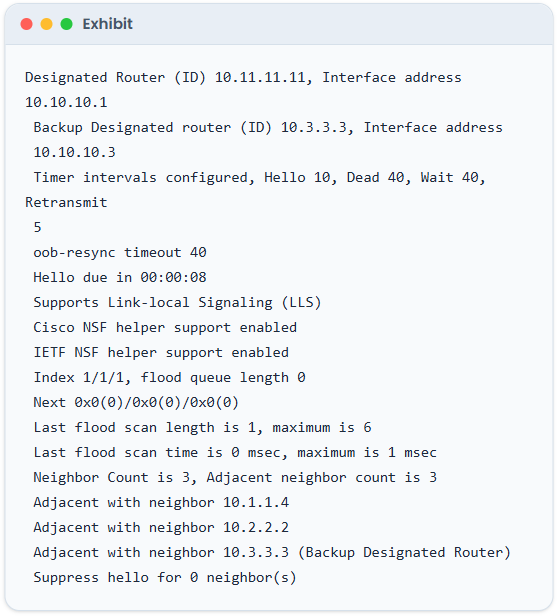 Exhibit
Designated Router (ID) 10.11.11.11, Interface address
10.10.10.1
Backup Designated router (ID) 10.3.3.3, Interface address
10.10.10.3
Timer intervals configured, Hello 10, Dead 40, Wait 40,
Retransmit
5
oob-resync timeout 40
Hello due in 00:00:08
Supports Link-local Signaling (LLS)
Cisco NSF helper support enabled
IETF NSF helper support enabled
Index 1/1/1, flood queue length 0
Next 0x0(0)/0x0(0)/0x0(0)
Last flood scan length is 1, maximum is 6
Last flood scan time is 0 msec, maximum is 1 msec
Neighbor Count is 3, Adjacent neighbor count is 3
Adjacent with neighbor 10.1.1.4
Adjacent with neighbor 10.2.2.2
Adjacent with neighbor 10.3.3.3 (Backup Designated Router)
Suppress hello for 0 neighbor(s)